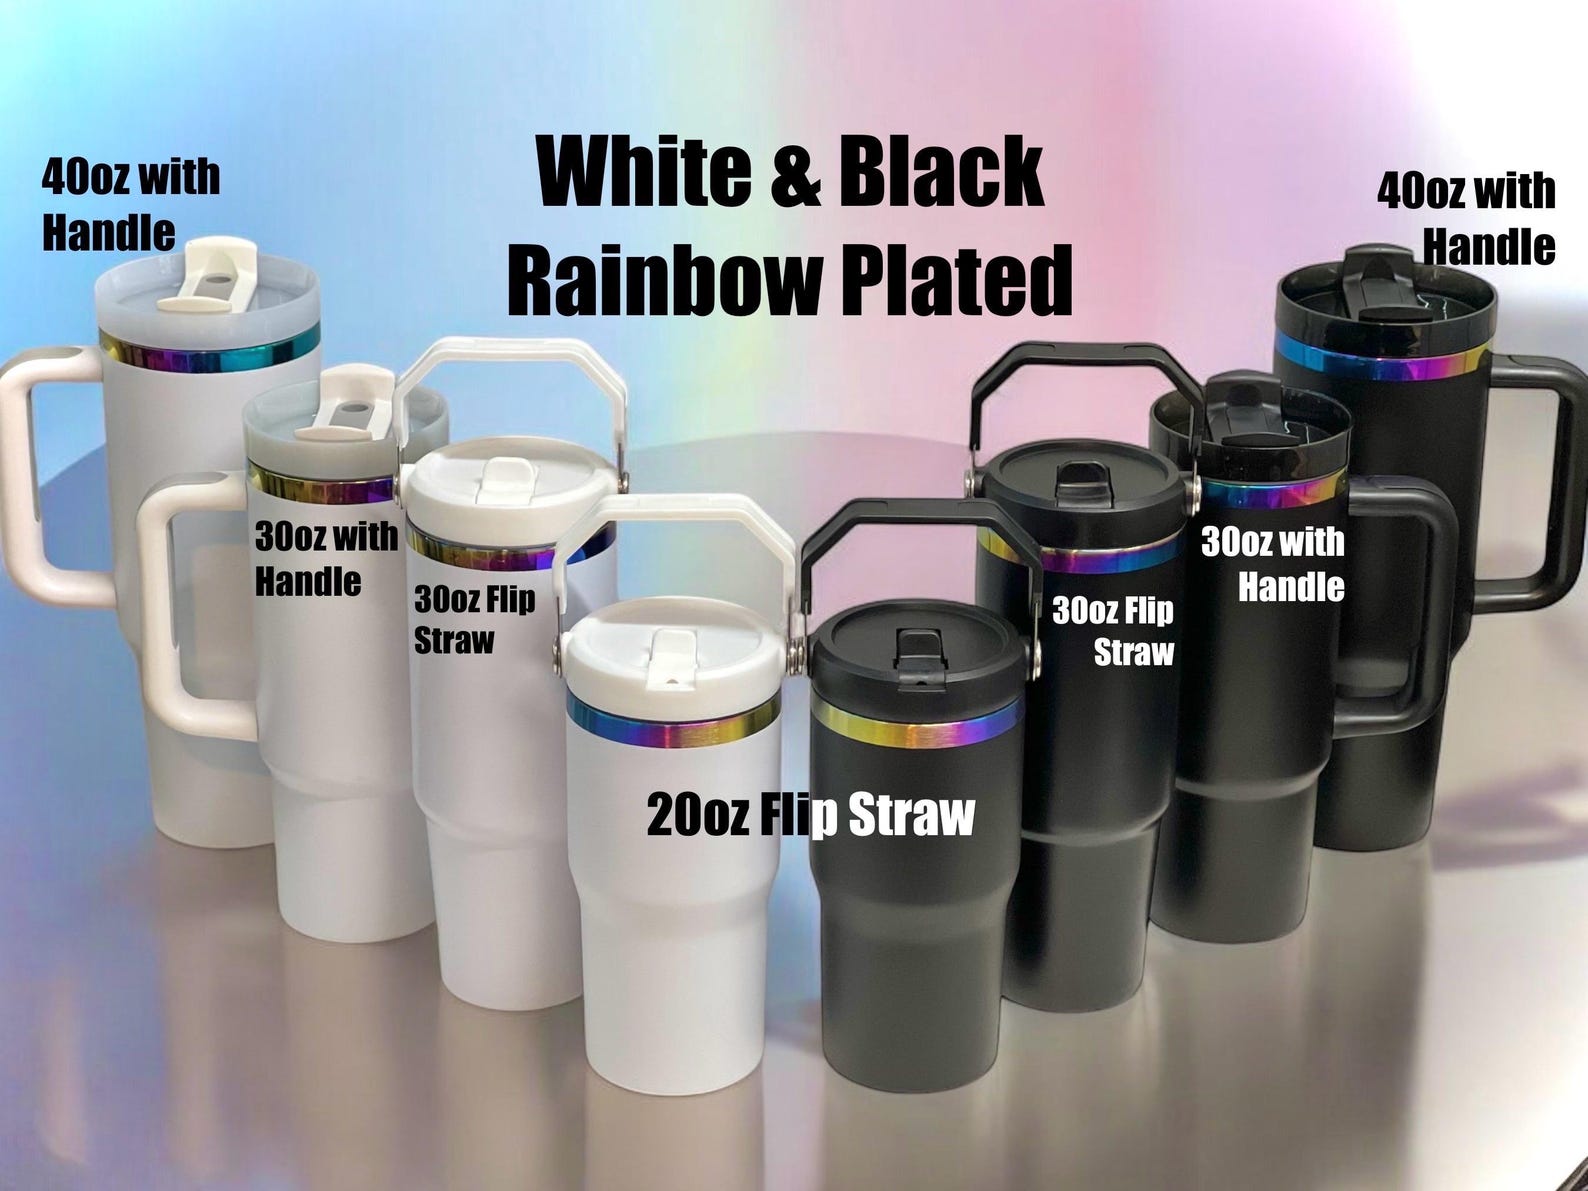 White & Black
Rainbow Plated
40oz with
Handle
30oz with
Handle
30oz Flip
Straw
20oz Flip Straw
30oz Flip
Straw
30oz with
Handle
40oz with
Handle